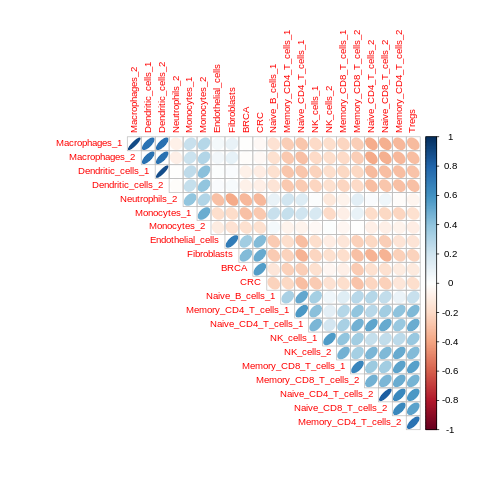 Macrophages_2
Dendritic_cells_1
Dendritic_cells_2
Neutrophils_2
Monocytes_1
Monocytes_2
Endothelial_cells
Fibroblasts
BRCA
CRC
Naive_B_cells_1
Memory_CD4_T_cells_1
Naive_CD4_T_cells_1
NK_cells_1
NK_cells_2
Memory_CD8_T_cells_1
Memory_CD8_T_cells_2
Naive_CD4_T_cells_2
Naive_CD8_T_cells_2
Memory_CD4_T_cells_2
Tregs
Macrophages_1
Macrophages_2
Dendritic_cells_1
Dendritic_cells_2
Neutrophils_2
Monocytes_1
Monocytes_2
Endothelial_cells
Fibroblasts
BRCA
CRC
Naive_B_cells_1
Memory_CD4_T_cells_1
Naive_CD4_T_cells_1
NK_cells_1
NK_cells_2
Memory_CD8_T_cells_1
Memory_CD8_T_cells_2
Naive_CD4_T_cells_2
Naive_CD8_T_cells_2
Memory_CD4_T_cells_2
1
0.8
0.6
0.4
0.2
0
-0.2
-0.4
-0.6
-0.8
-1